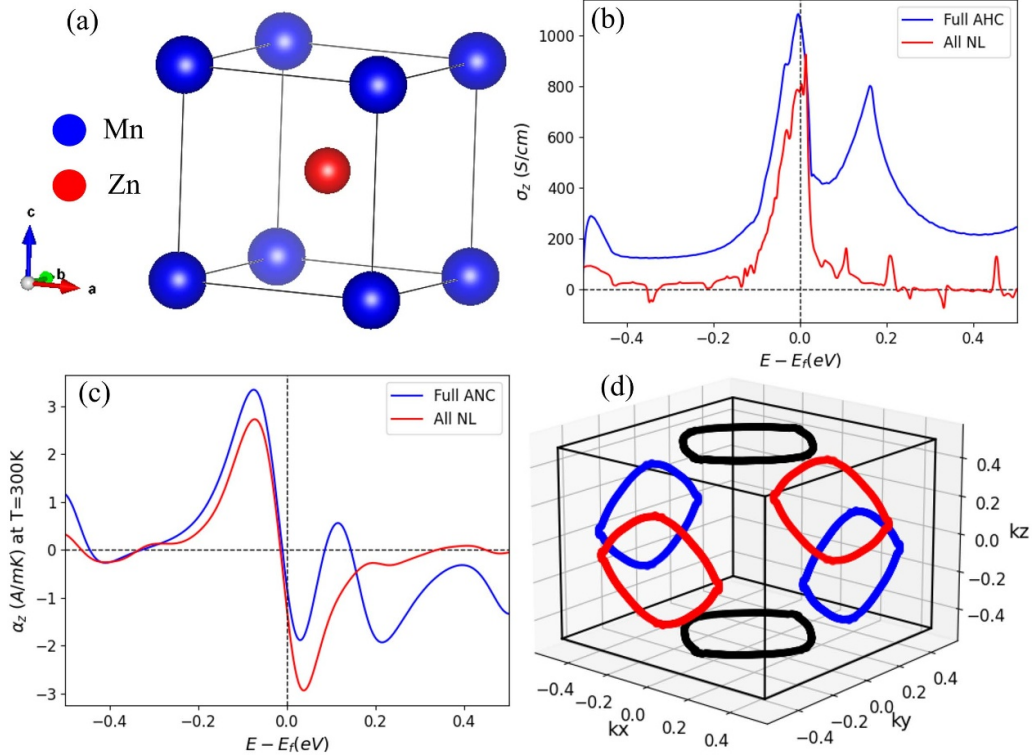 (a)
Mn
Zn
c
b
a
(b)
Full AHC
All NL
σz (S/cm)
1000
800
600
400
200
0
−0.4
−0.2
0.0
0.2
0.4
E − Ef(eV)
(c)
Full ANC
All NL
αz (A/mK) at T=300K
3
2
1
0
−1
−2
−3
−0.4
−0.2
0.0
0.2
0.4
E − Ef(eV)
(d)
0.4
0.2
0.0
−0.2
−0.4
kz
−0.4
−0.2
0.0
0.2
0.4
kx
−0.4
−0.2
0.0
0.2
0.4
ky